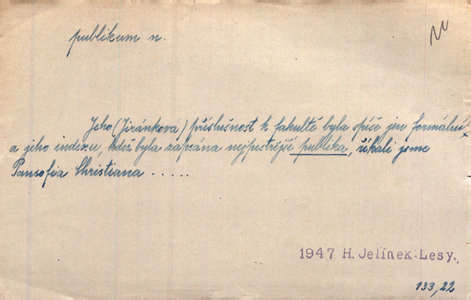 publikum n.
Jeho (Jiránkova) příslušnost k fakultě byla spíše jen formální
a jeho indexu, kdež byla zapsána nejpestřejší publika, říkali jsme
Pansofia Christiana .....
1947 H. Jelínek: Lesy.
133,22